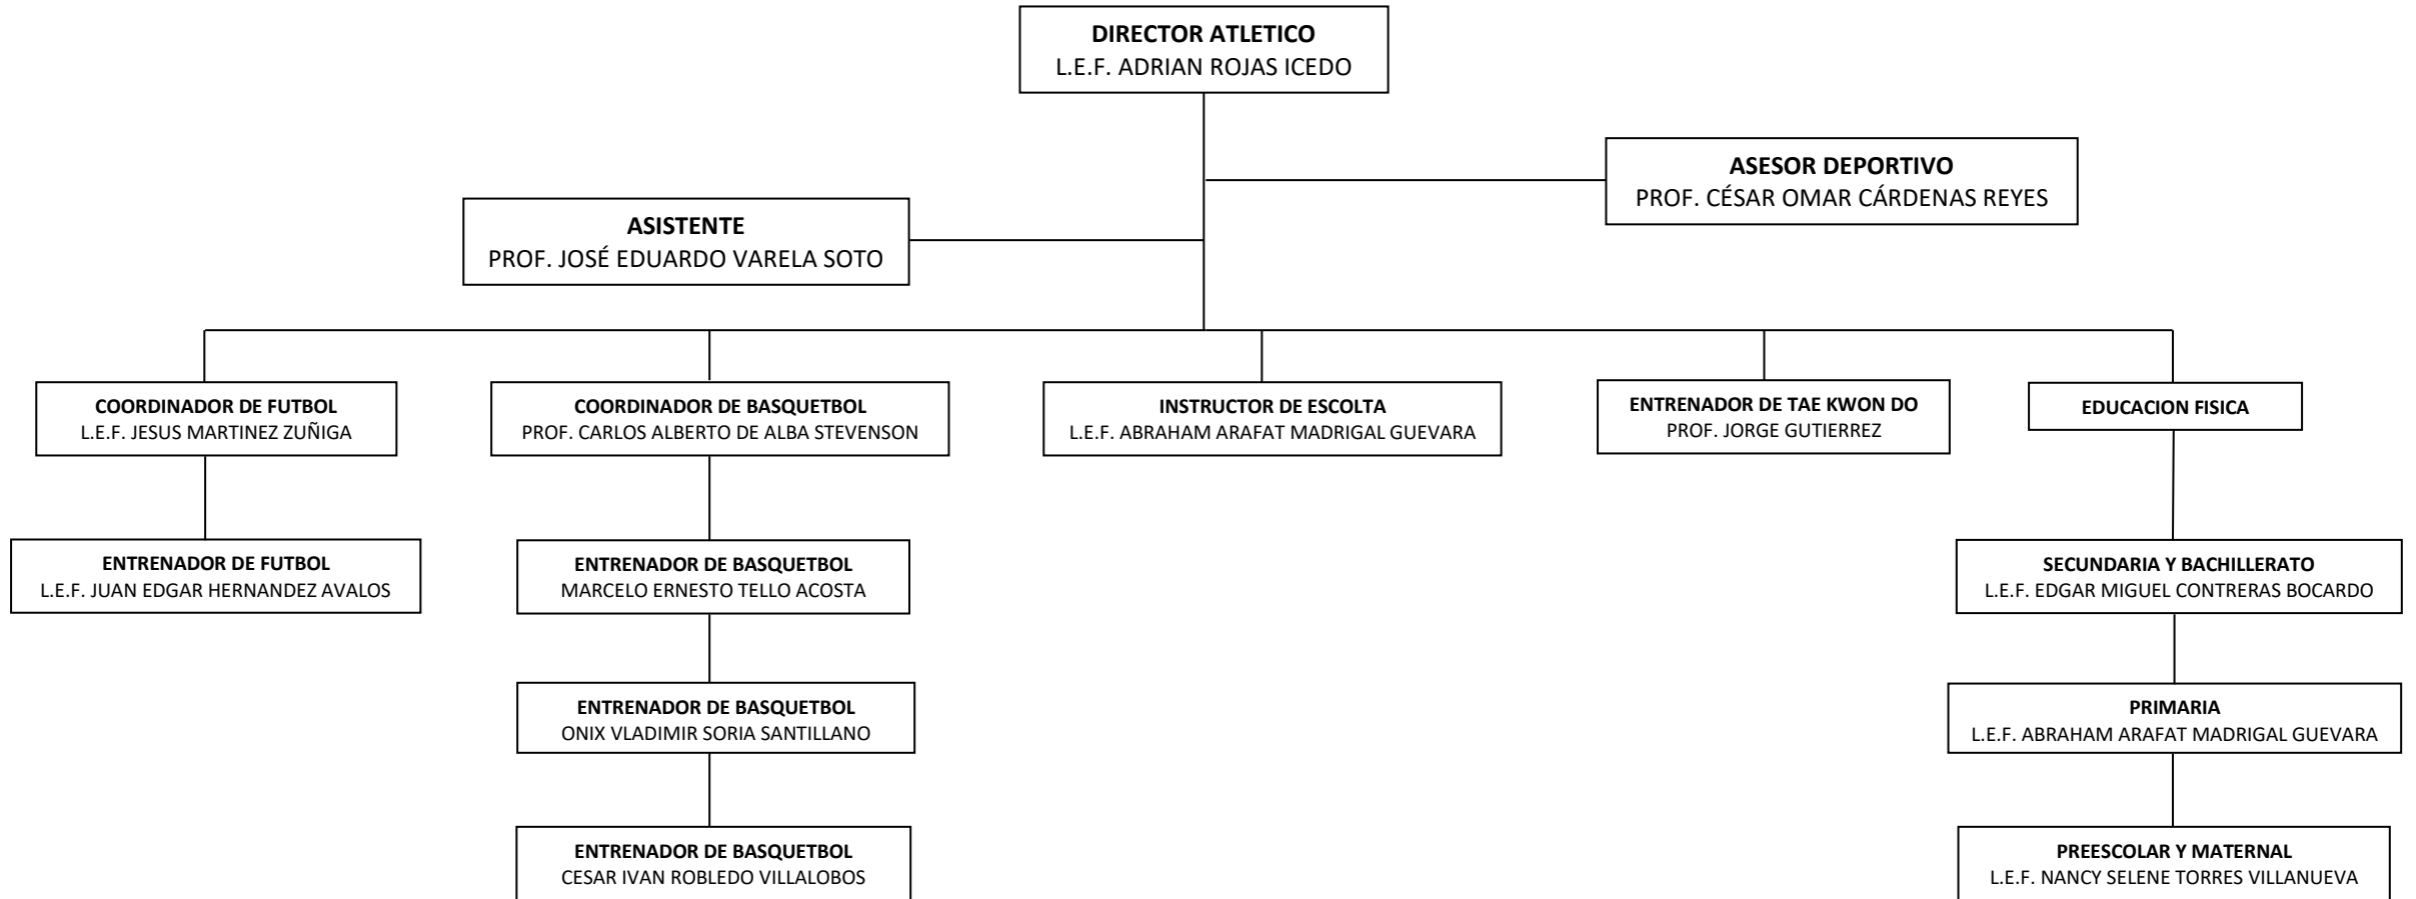 DIRECTOR ATLETICO
L.E.F. ADRIAN ROJAS ICEDO
ASESOR DEPORTIVO
PROF. CÉSAR OMAR CÁRDENAS REYES
ASISTENTE
PROF. JOSÉ EDUARDO VARELA SOTO
COORDINADOR DE FUTBOL
L.E.F. JESUS MARTINEZ ZUÑIGA
COORDINADOR DE BASQUETBOL
PROF. CARLOS ALBERTO DE ALBA STEVENSON
INSTRUCTOR DE ESCOLTA
L.E.F. ABRAHAM ARAFAT MADRIGAL GUEVARA
ENTRENADOR DE TAE KWON DO
PROF. JORGE GUTIERREZ
EDUCACION FISICA
ENTRENADOR DE FUTBOL
L.E.F. JUAN EDGAR HERNANDEZ AVALOS
ENTRENADOR DE BASQUETBOL
MARCELO ERNESTO TELLO ACOSTA
SECUNDARIA Y BACHILLERATO
L.E.F. EDGAR MIGUEL CONTRERAS BOCARDO
ENTRENADOR DE BASQUETBOL
ONIX VLADIMIR SORIA SANTILLANO
PRIMARIA
L.E.F. ABRAHAM ARAFAT MADRIGAL GUEVARA
ENTRENADOR DE BASQUETBOL
CESAR IVAN ROBLEDO VILLALOBOS
PREESCOLAR Y MATERNAL
L.E.F. NANCY SELENE TORRES VILLANUEVA